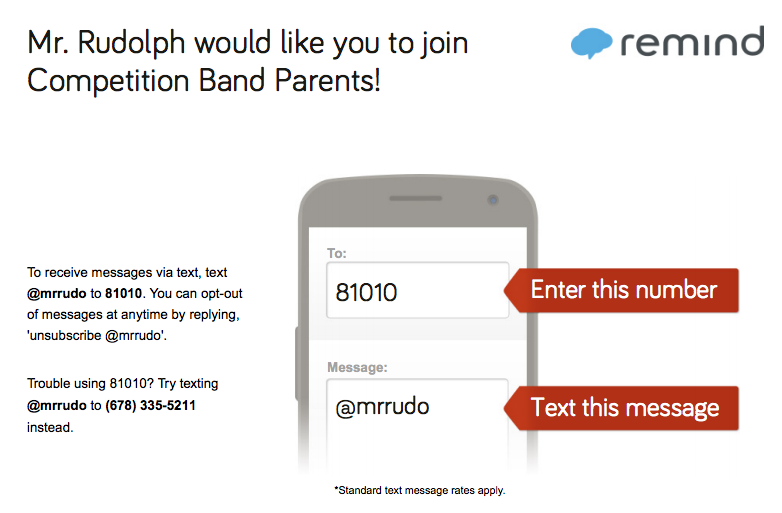 Mr. Rudolph would like you to join
Competition Band Parents!
remind
To receive messages via text, text
@mrrudo to 81010. You can opt-out
of messages at anytime by replying,
'unsubscribe @mrrudo'.
Trouble using 81010? Try texting
@mrrudo to (678) 335-5211
instead.
To:
81010
Enter this number
Message:
@mrrudo
Text this message
*Standard text message rates apply.